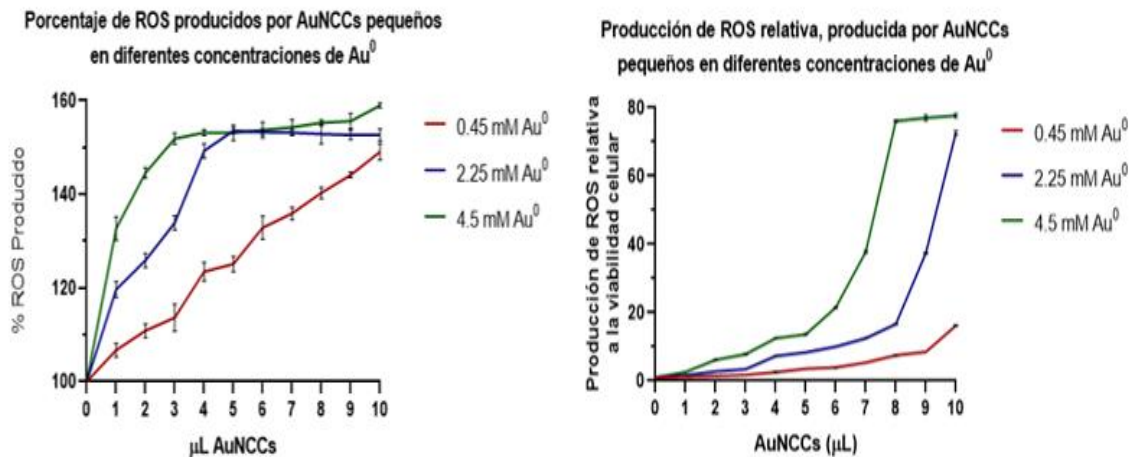 Porcentaje de ROS producidos por AuNCCs pequeños
en diferentes concentraciones de Au⁰
% ROS Producido
160
140
120
100
0 1 2 3 4 5 6 7 8 9 10
µL AuNCCs
0.45 mM Au⁰
2.25 mM Au⁰
4.5 mM Au⁰
Producción de ROS relativa, producida por AuNCCs
pequeños en diferentes concentraciones de Au⁰
Producción de ROS relativa
a la viabilidad celular
80
60
40
20
0
0 1 2 3 4 5 6 7 8 9 10
AuNCCs (µL)
0.45 mM Au⁰
2.25 mM Au⁰
4.5 mM Au⁰